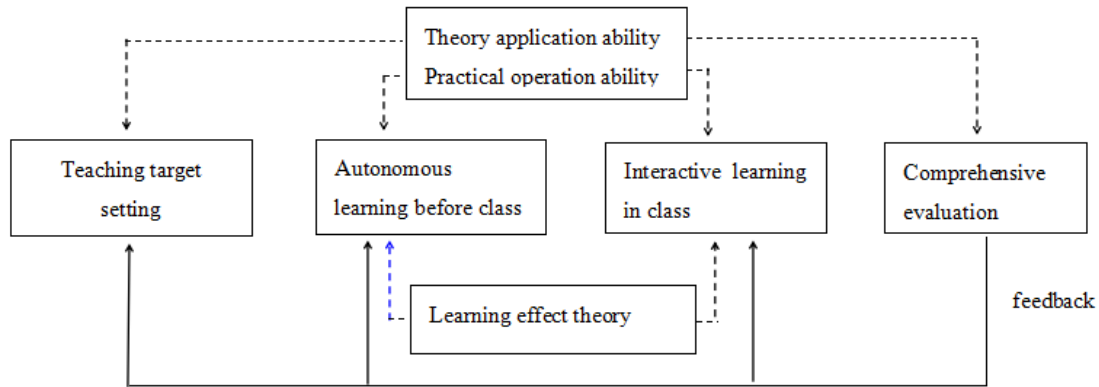 Theory application ability
Practical operation ability
Teaching target
setting
Autonomous
learning before class
Interactive learning
in class
Comprehensive
evaluation
Learning effect theory
feedback